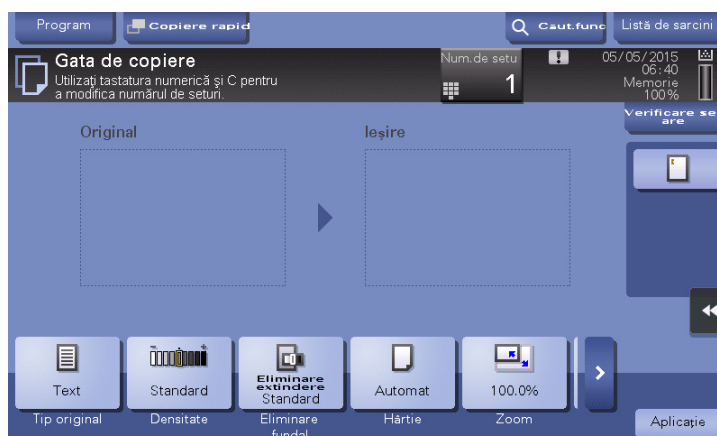 Program
Copiere rapid
Căut.func
Listă de sarcini
Gata de copiere
Utilizați tastatura numerică și C pentru
a modifica numărul de seturi.
Num.de setu
1
05/05/2015
06:40
Memorie
100%
Verificare se
are
Original
Ieșire
Text
Standard
Eliminare
extindere
Standard
Automat
100.0%
Tip original
Densitate
Eliminare
fundal
Hârtie
Zoom
Aplicație